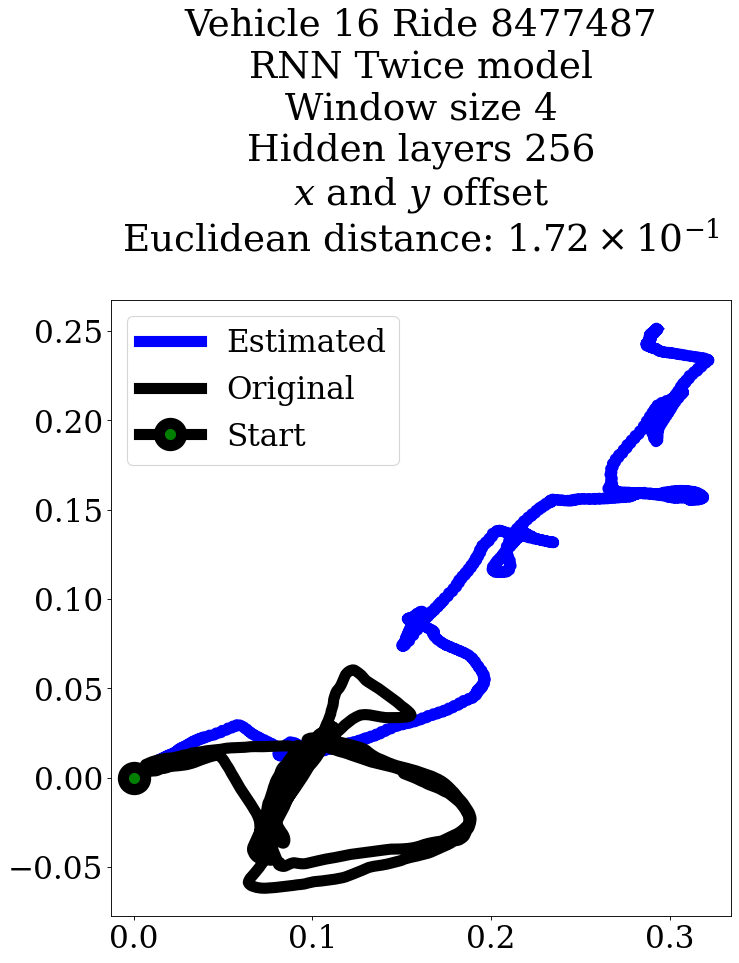 Vehicle 16 Ride 8477487
RNN Twice model
Window size 4
Hidden layers 256
x and y offset
Euclidean distance: 1.72 × 10⁻¹
Estimated
Original
Start
0.25
0.20
0.15
0.10
0.05
0.00
−0.05
0.0 0.1 0.2 0.3